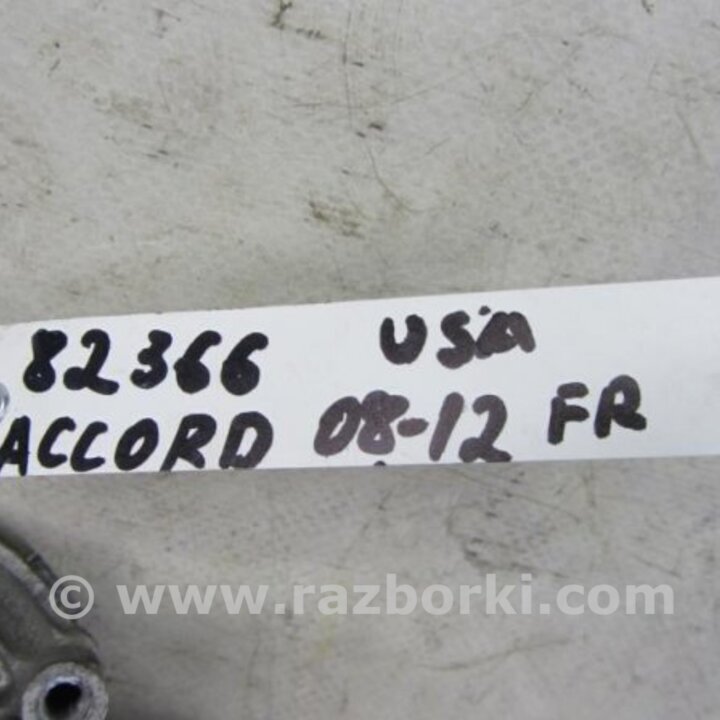 82366 USA
ACCORD 08-12 FR
© www.razborki.com